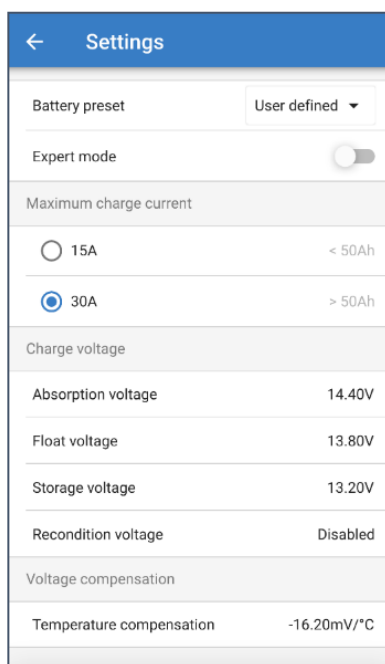 Settings
Battery preset User defined
Expert mode
Maximum charge current
15A < 50Ah
30A > 50Ah
Charge voltage
Absorption voltage 14.40V
Float voltage 13.80V
Storage voltage 13.20V
Recondition voltage Disabled
Voltage compensation
Temperature compensation -16.20mV/°C